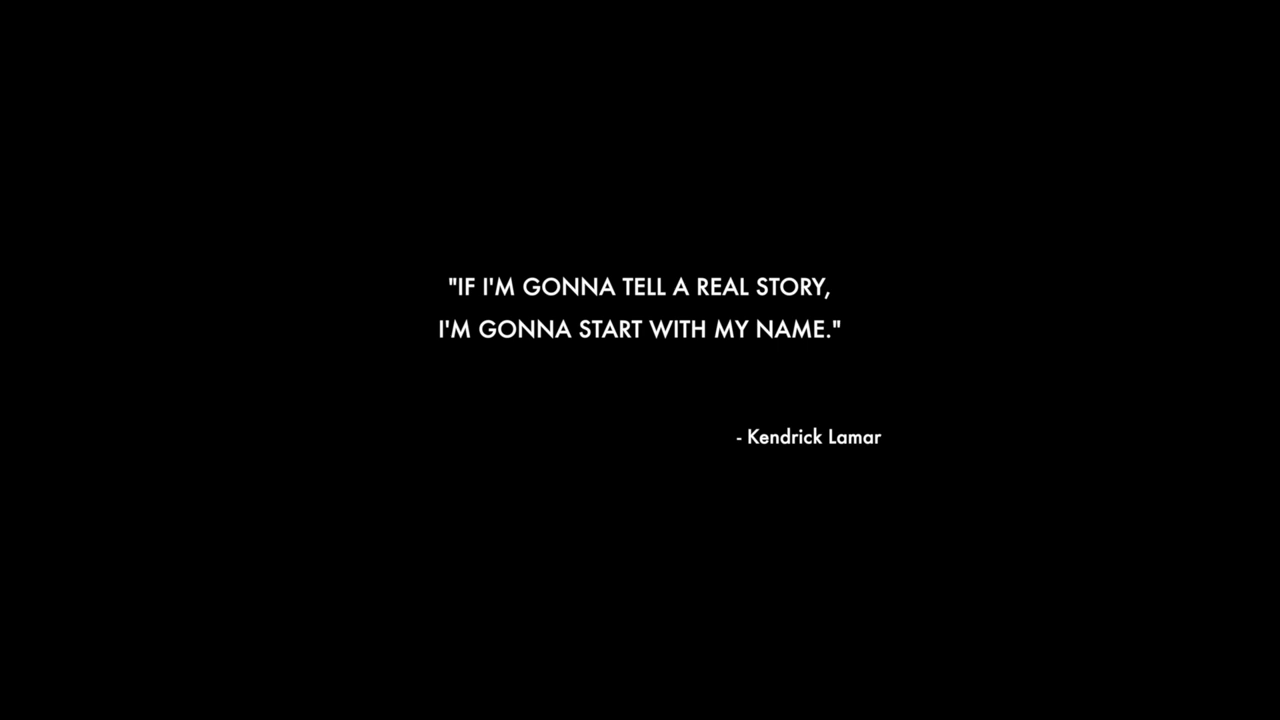 "IF I'M GONNA TELL A REAL STORY,
I'M GONNA START WITH MY NAME."
- Kendrick Lamar